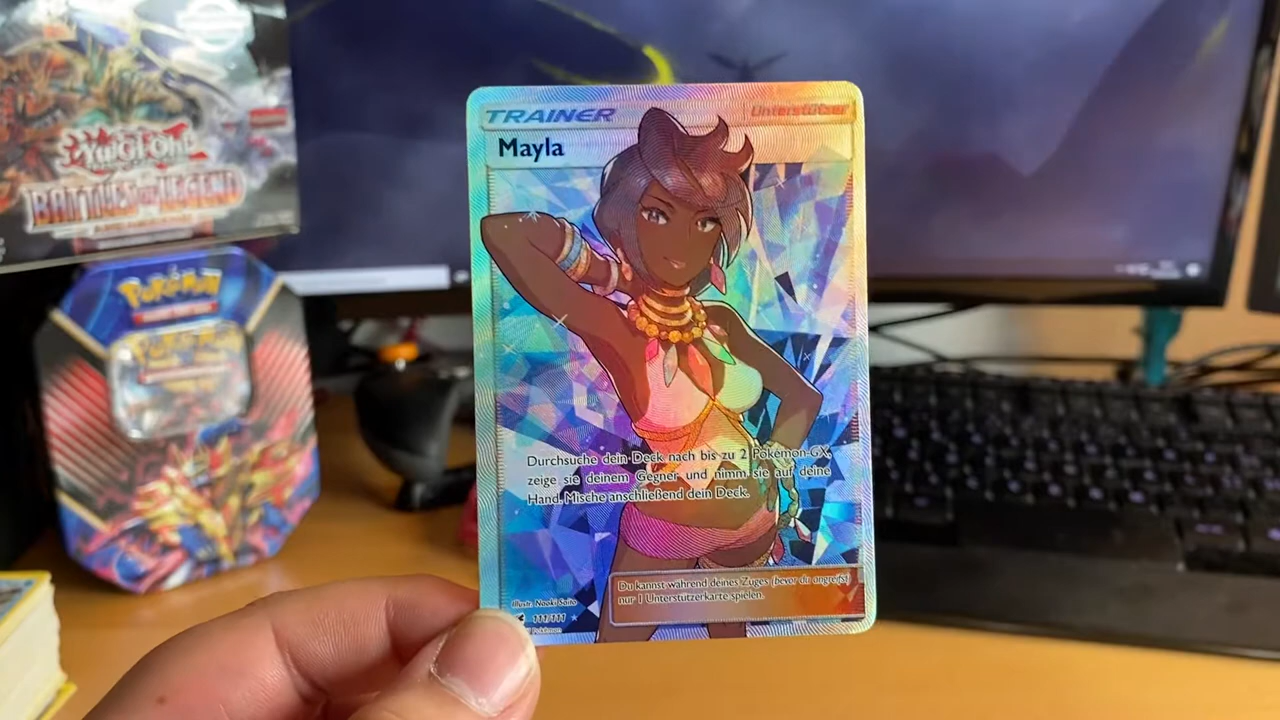 YU-GI-OH!
BATTLES OF LEGEND
POKéMON
TRAINER
Unterstützer
Mayla
Durchsuche dein Deck nach bis zu 2 Pokémon-GX,
zeige sie deinem Gegner und nimm sie auf deine
Hand. Mische anschließend dein Deck.
Du kannst während deines Zuges (bevor du angreifst)
nur 1 Unterstützerkarte spielen.
Illustr. Naoki Saito
111/111
Pokémon